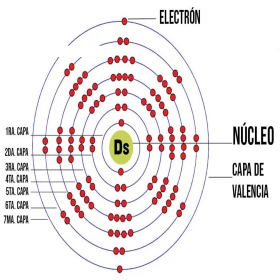 ELECTRÓN
1RA. CAPA
Ds
NÚCLEO
2DA. CAPA
3RA. CAPA
4TA. CAPA
5TA. CAPA
6TA. CAPA
7MA. CAPA
CAPA DE
VALENCIA